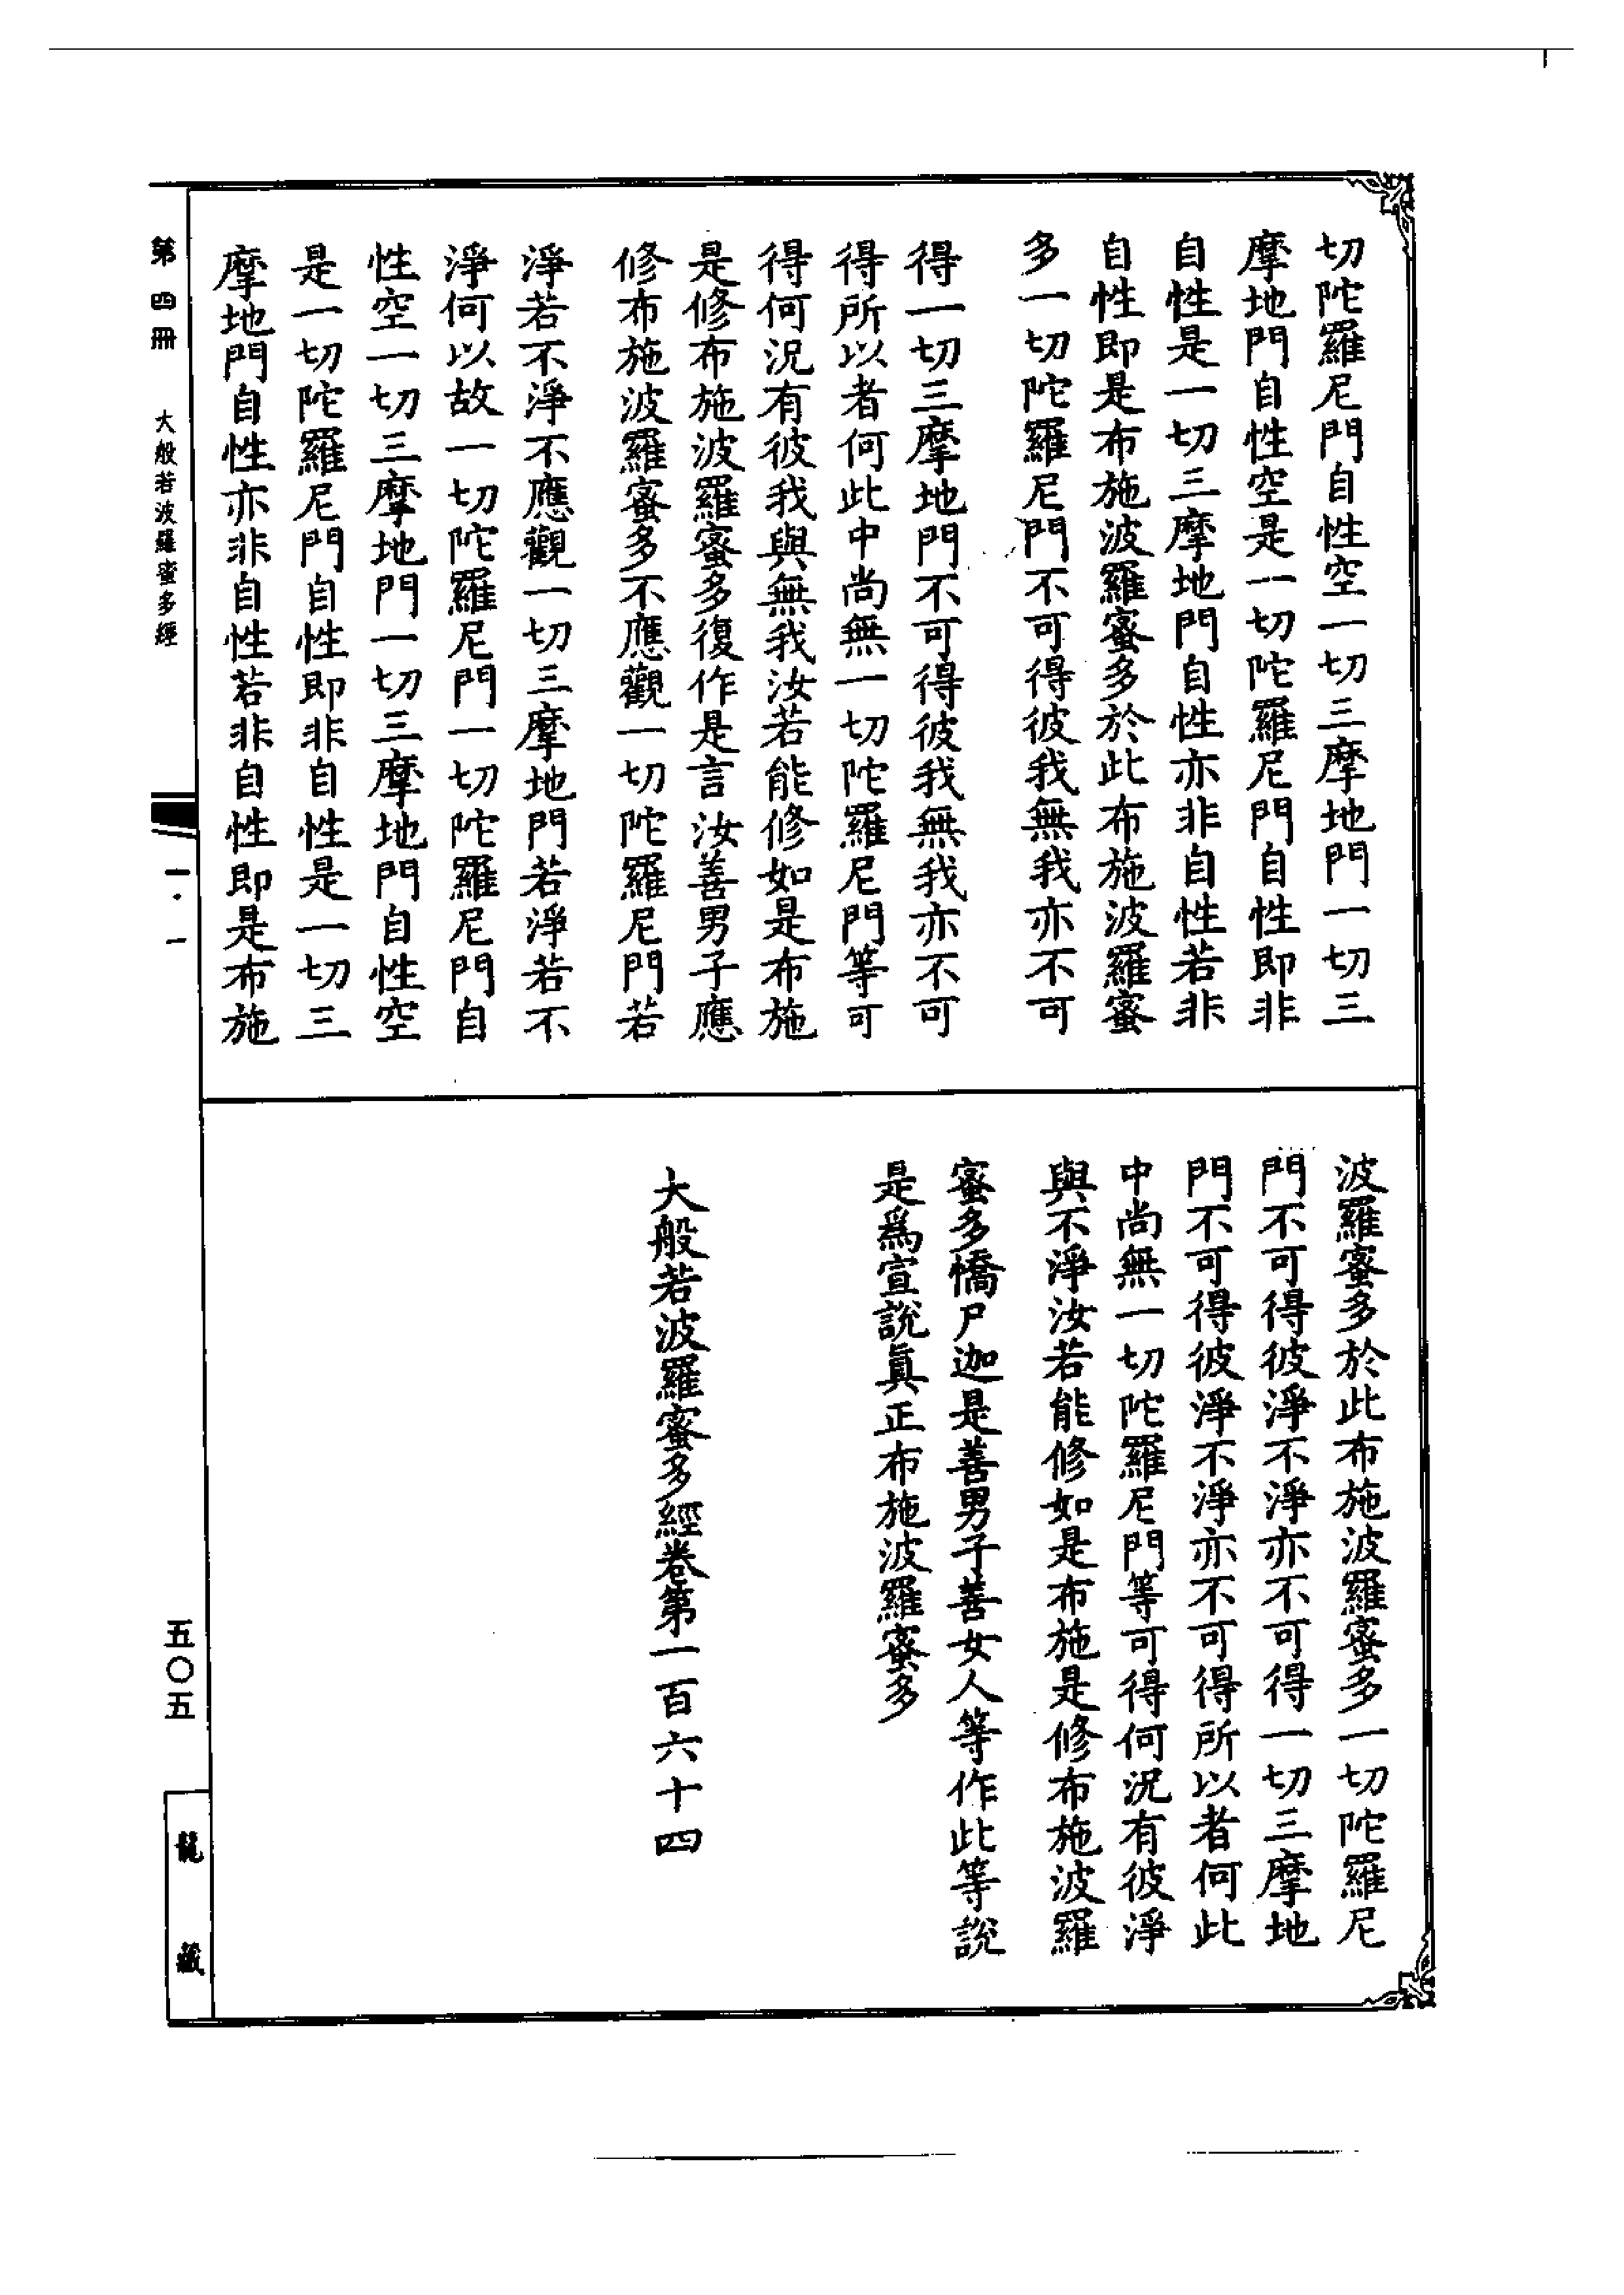 切陀羅尼門自性空一切三摩地門一切三
摩地門自性空是一切陀羅尼門自性即非
自性是一切三摩地門自性亦非自性若非
自性即是布施波羅蜜多於此布施波羅蜜
多一切陀羅尼門不可得彼我無我亦不可
得一切三摩地門不可得彼我無我亦不可
得所以者何此中尚無一切陀羅尼門等可
得何況有彼我與無我汝若能修如是布施
是修布施波羅蜜多復作是言汝善男子應
修布施波羅蜜多不應觀一切陀羅尼門若
淨若不淨不應觀一切三摩地門若淨若不
淨何以故一切陀羅尼門一切陀羅尼門自
性空一切三摩地門一切三摩地門自性空
是一切陀羅尼門自性即非自性是一切三
摩地門自性亦非自性若非自性即是布施
波羅蜜多於此布施波羅蜜多一切陀羅尼
門不可得彼淨不淨亦不可得一切三摩地
門不可得彼淨不淨亦不可得所以者何此
中尚無一切陀羅尼門等可得何況有彼淨
與不淨汝若能修如是布施是修布施波羅
蜜多憍尸迦是善男子善女人等作此等說
是爲宣說眞正布施波羅蜜多
大般若波羅蜜多經卷第一百六十四
第四冊 大般若波羅蜜多經
一·一
五〇五
龍藏